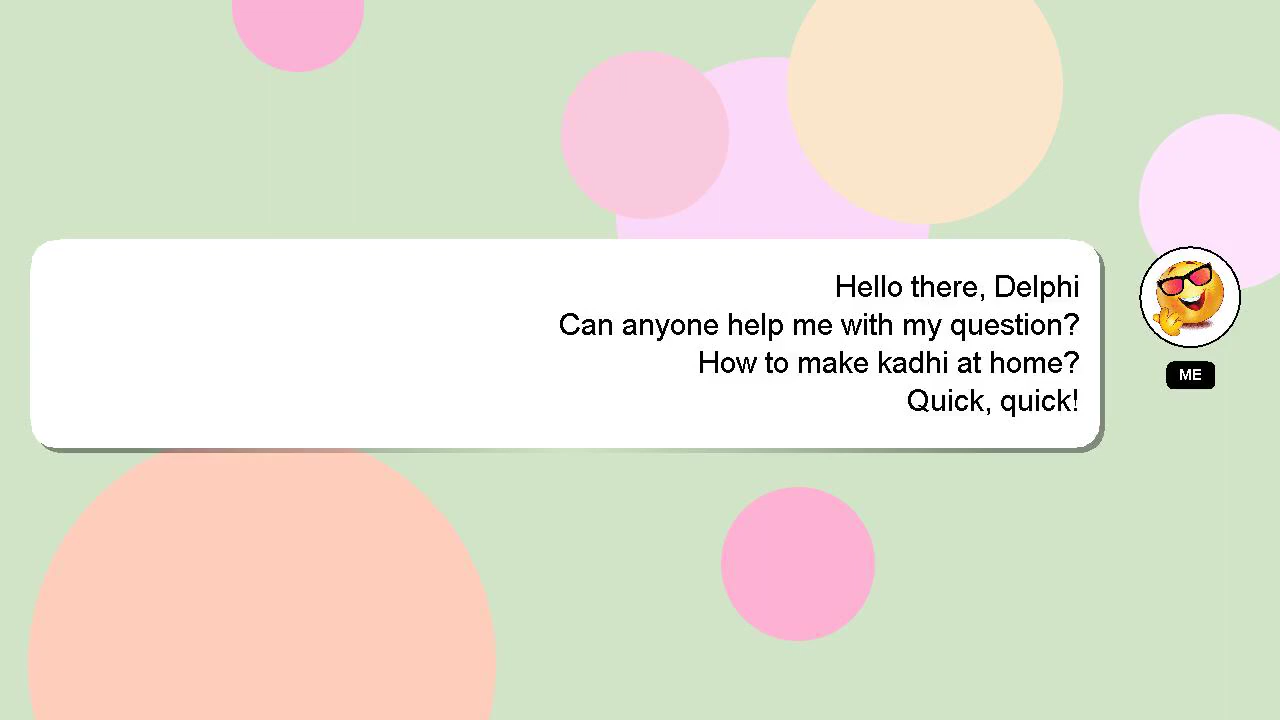 Hello there, Delphi
Can anyone help me with my question?
How to make kadhi at home?
Quick, quick!
ME